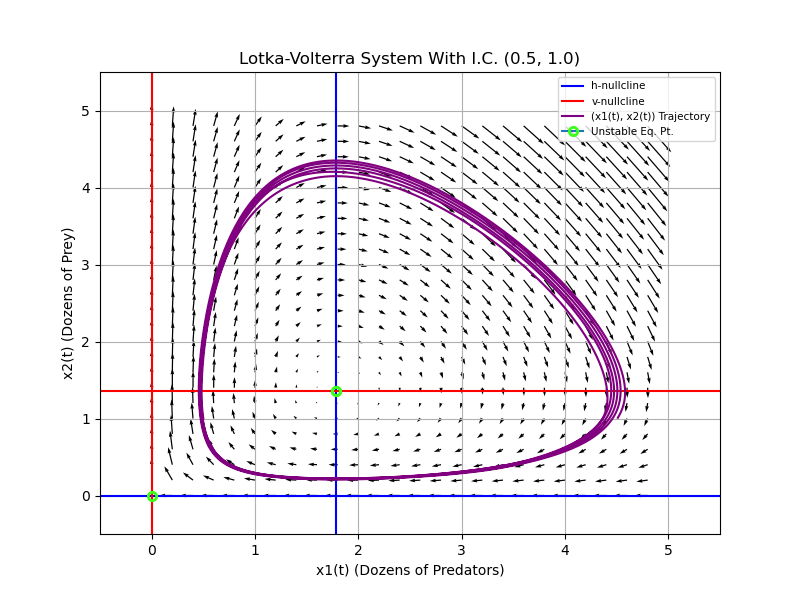 Lotka-Volterra System With I.C. (0.5, 1.0)
h-nullcline
v-nullcline
(x1(t), x2(t)) Trajectory
Unstable Eq. Pt.
x2(t) (Dozens of Prey)
5
4
3
2
1
0
0 1 2 3 4 5
x1(t) (Dozens of Predators)